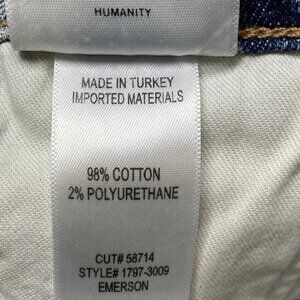 HUMANITY
MADE IN TURKEY
IMPORTED MATERIALS
98% COTTON
2% POLYURETHANE
CUT# 58714
STYLE# 1797-3009
EMERSON